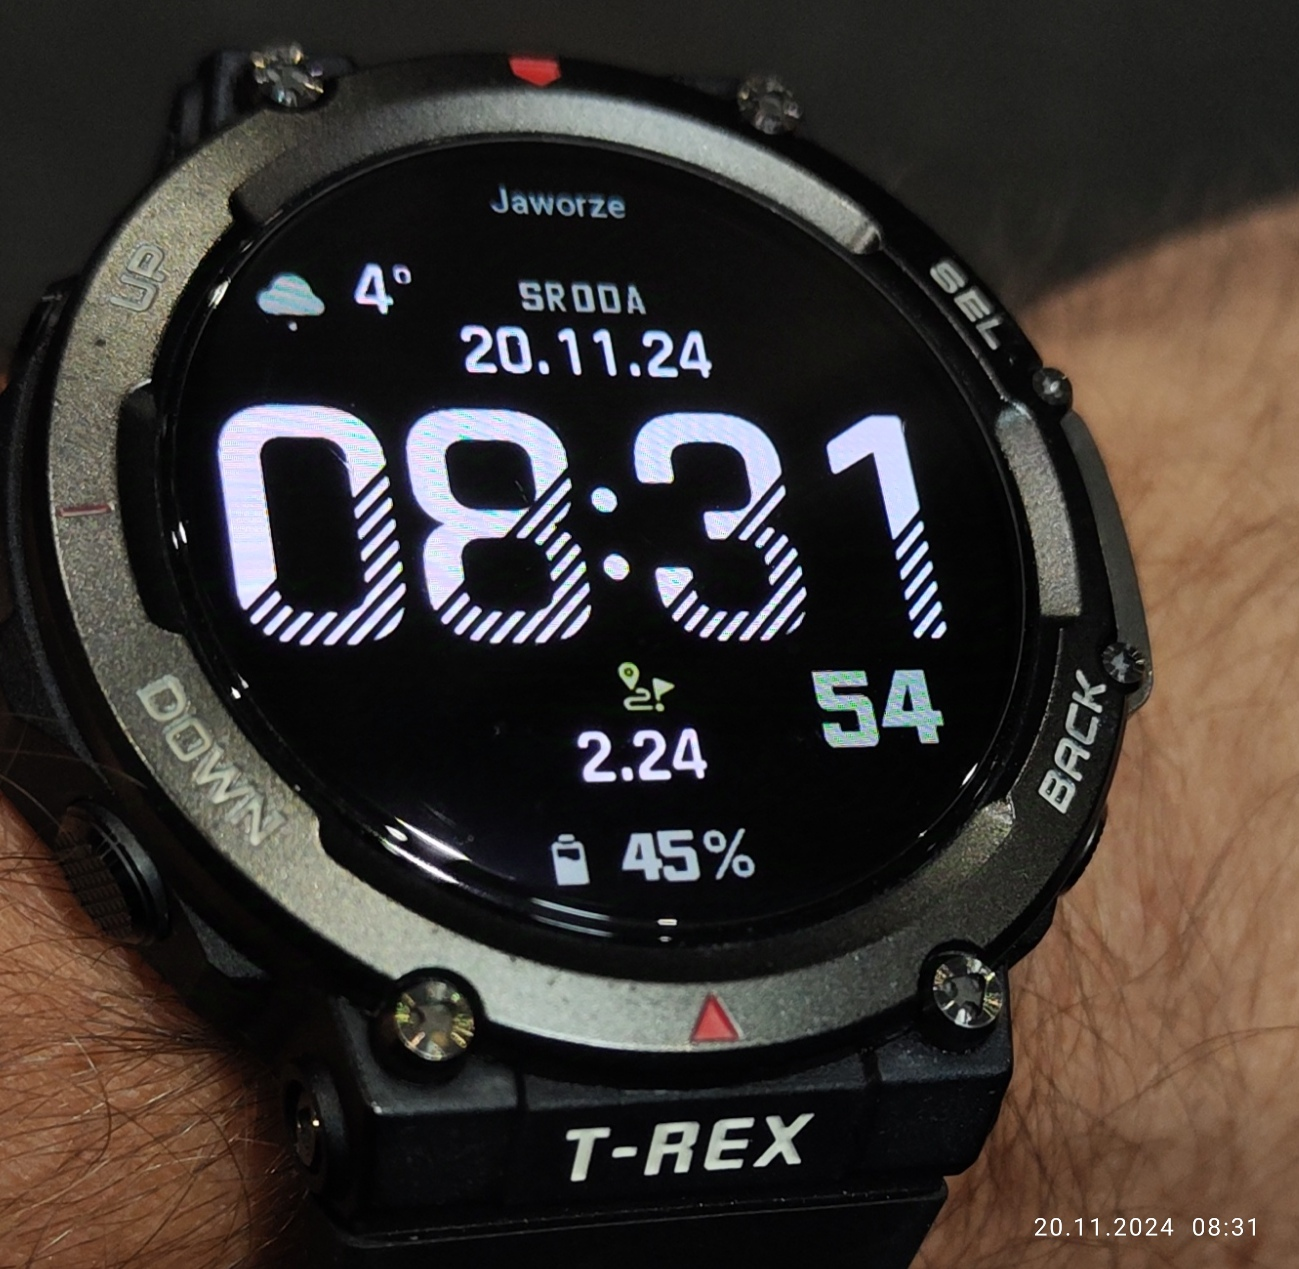 Jaworze
4°
SRODA
20.11.24
08:31
54
2.24
45%
UP
SEL
DOWN
BACK
T-REX
20.11.2024 08:31